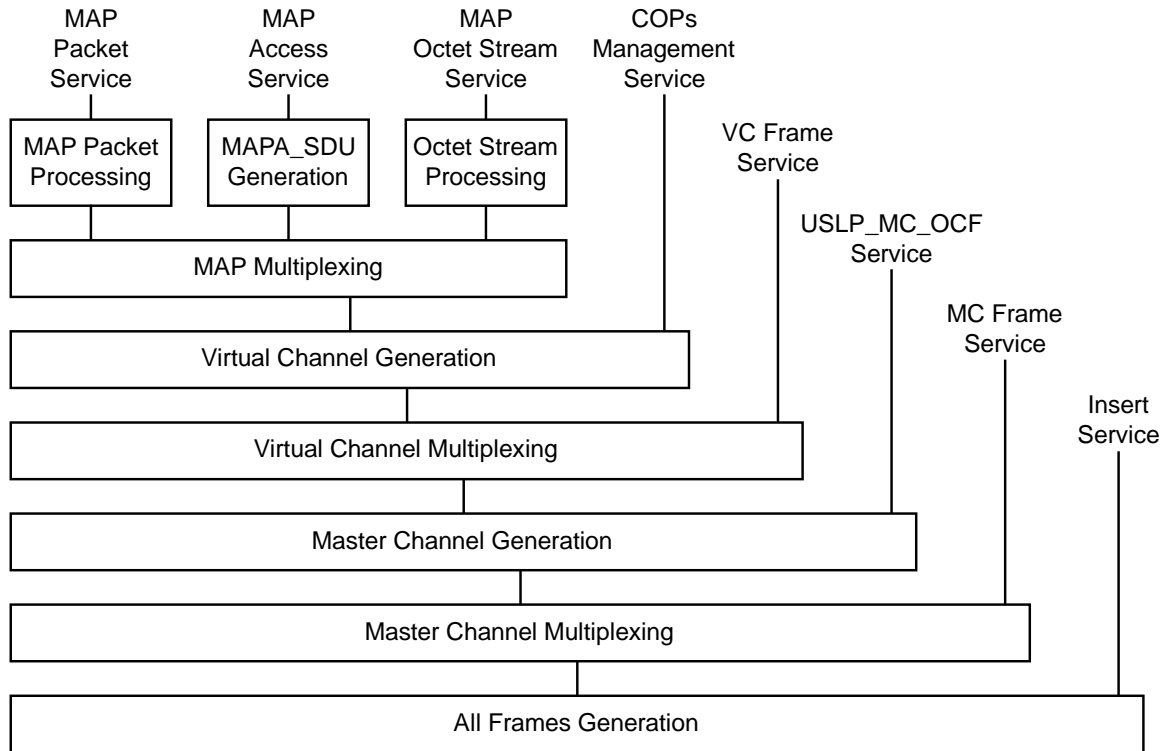 MAP
Packet
Service
MAP
Access
Service
MAP
Octet Stream
Service
COPs
Management
Service
VC Frame
Service
USLP_MC_OCF
Service
MC Frame
Service
Insert
Service
MAP Packet
Processing
MAPA_SDU
Generation
Octet Stream
Processing
MAP Multiplexing
Virtual Channel Generation
Virtual Channel Multiplexing
Master Channel Generation
Master Channel Multiplexing
All Frames Generation